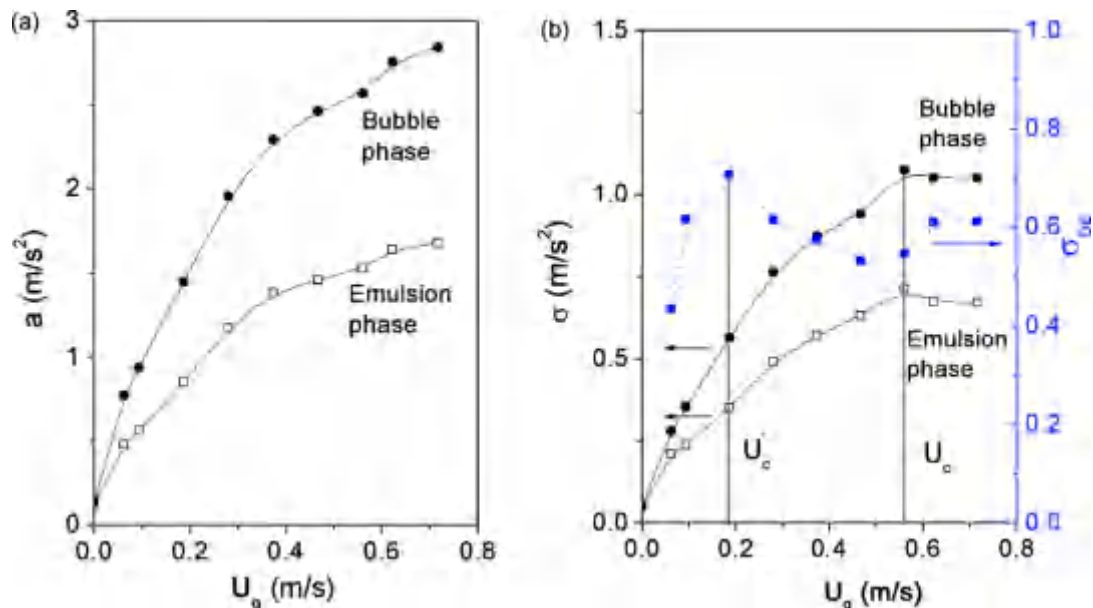 (a)
3
2
1
0
a (m/s²)
Bubble
phase
Emulsion
phase
0.0 0.2 0.4 0.6 0.8
U_g (m/s)
(b)
1.5
1.0
0.5
0.0
σ (m/s²)
Bubble
phase
Emulsion
phase
U'_c
U_c
1.0
0.8
0.6
0.4
0.2
0.0
0.0 0.2 0.4 0.6 0.8
U_g (m/s)